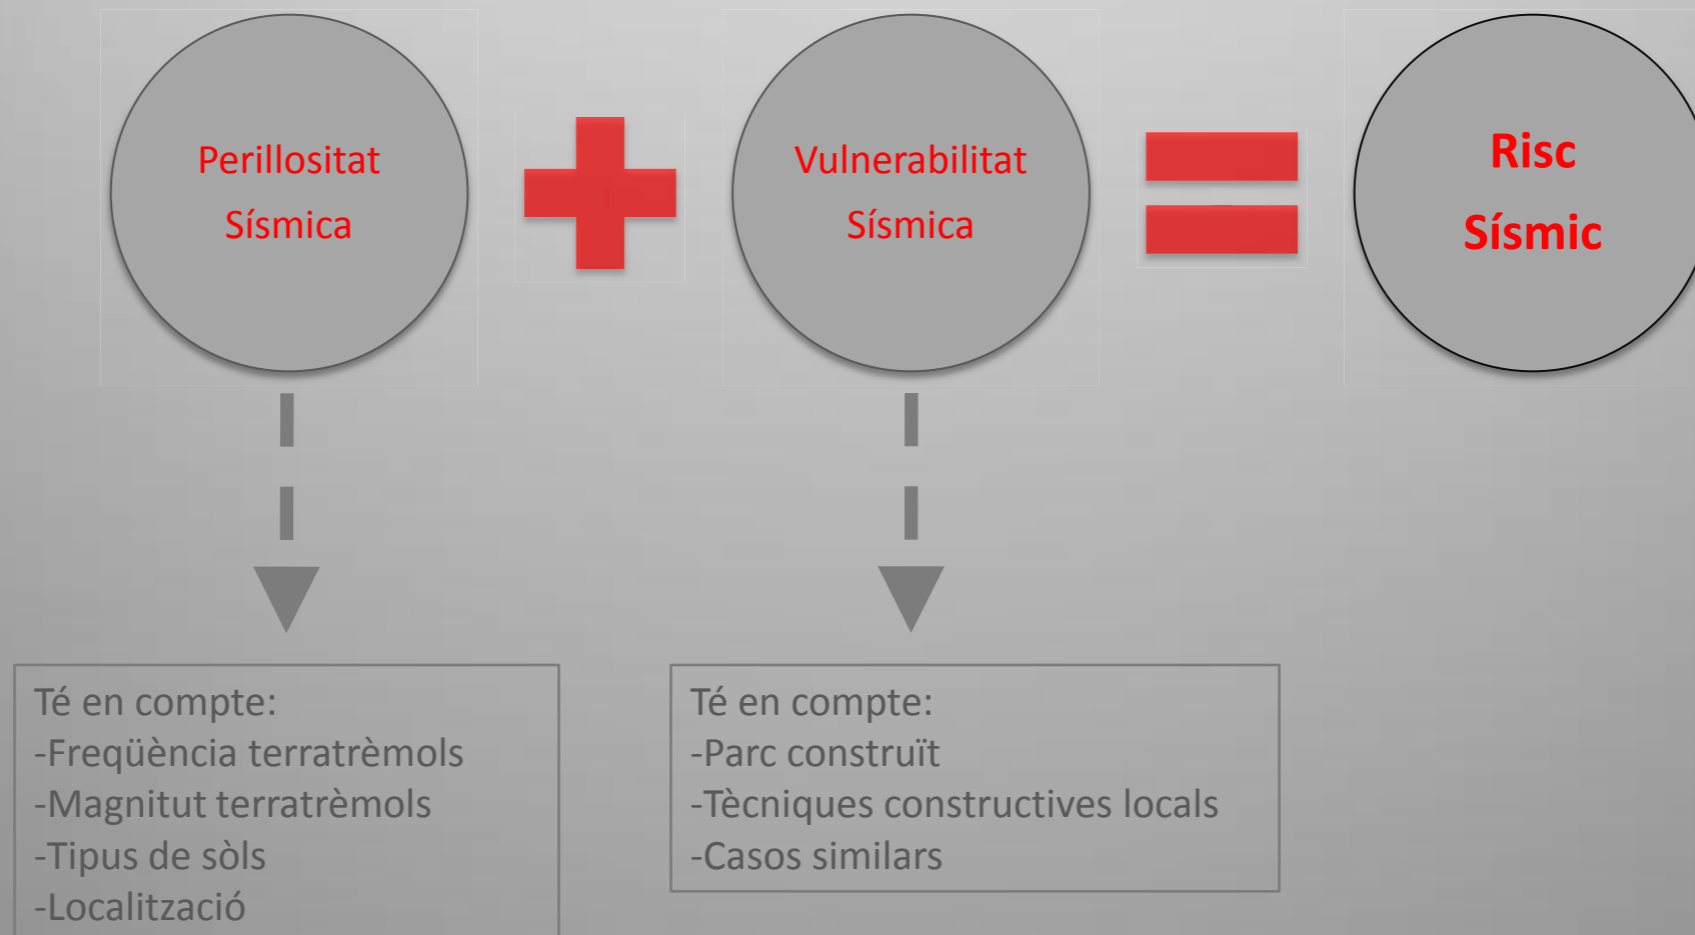 Perillositat
Sísmica
Vulnerabilitat
Sísmica
Risc
Sísmic
Té en compte:
-Freqüència terratrèmols
-Magnitut terratrèmols
-Tipus de sòls
-Localització
Té en compte:
-Parc construït
-Tècniques constructives locals
-Casos similars